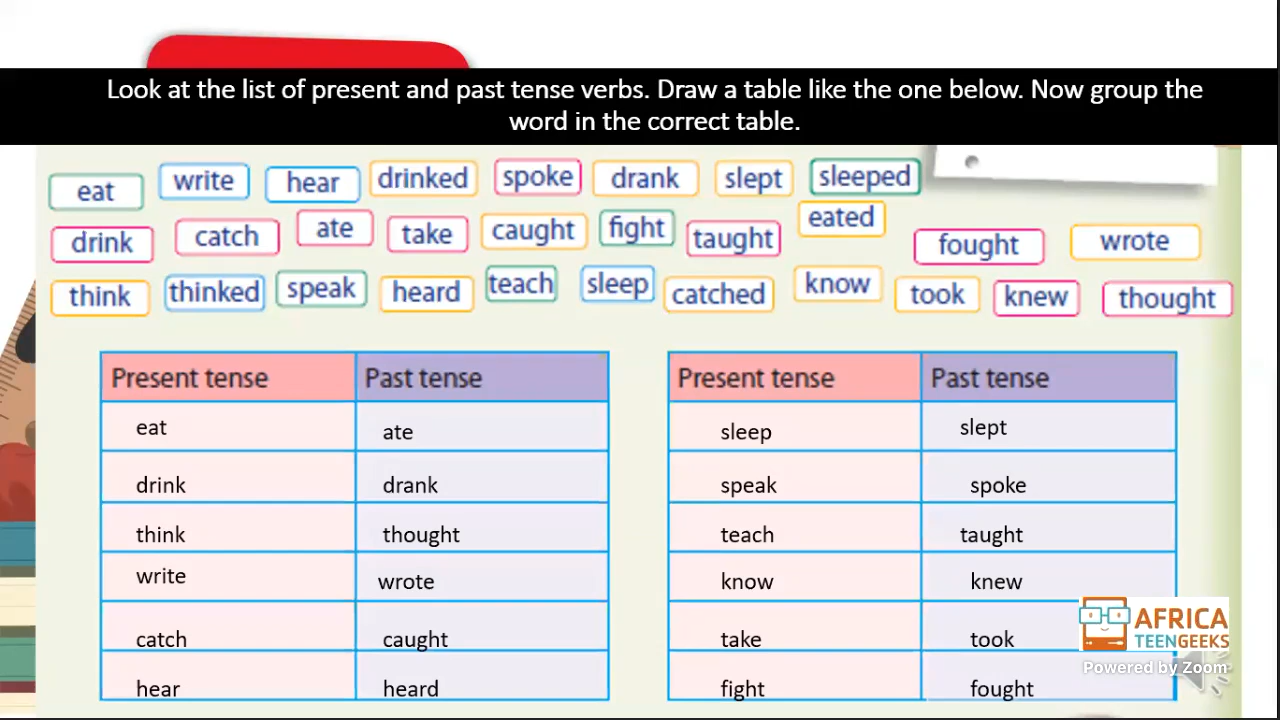 Look at the list of present and past tense verbs. Draw a table like the one below. Now group the
word in the correct table.
eat write hear drinked spoke drank slept sleeped
drink catch ate take caught fight taught eated fought wrote
think thinked speak heard teach sleep catched know took knew thought
Present tense Past tense Present tense Past tense
eat ate sleep slept
drink drank speak spoke
think thought teach taught
write wrote know knew
catch caught take took
hear heard fight fought
AFRICA
TEENGEEKS
Powered by Zoom